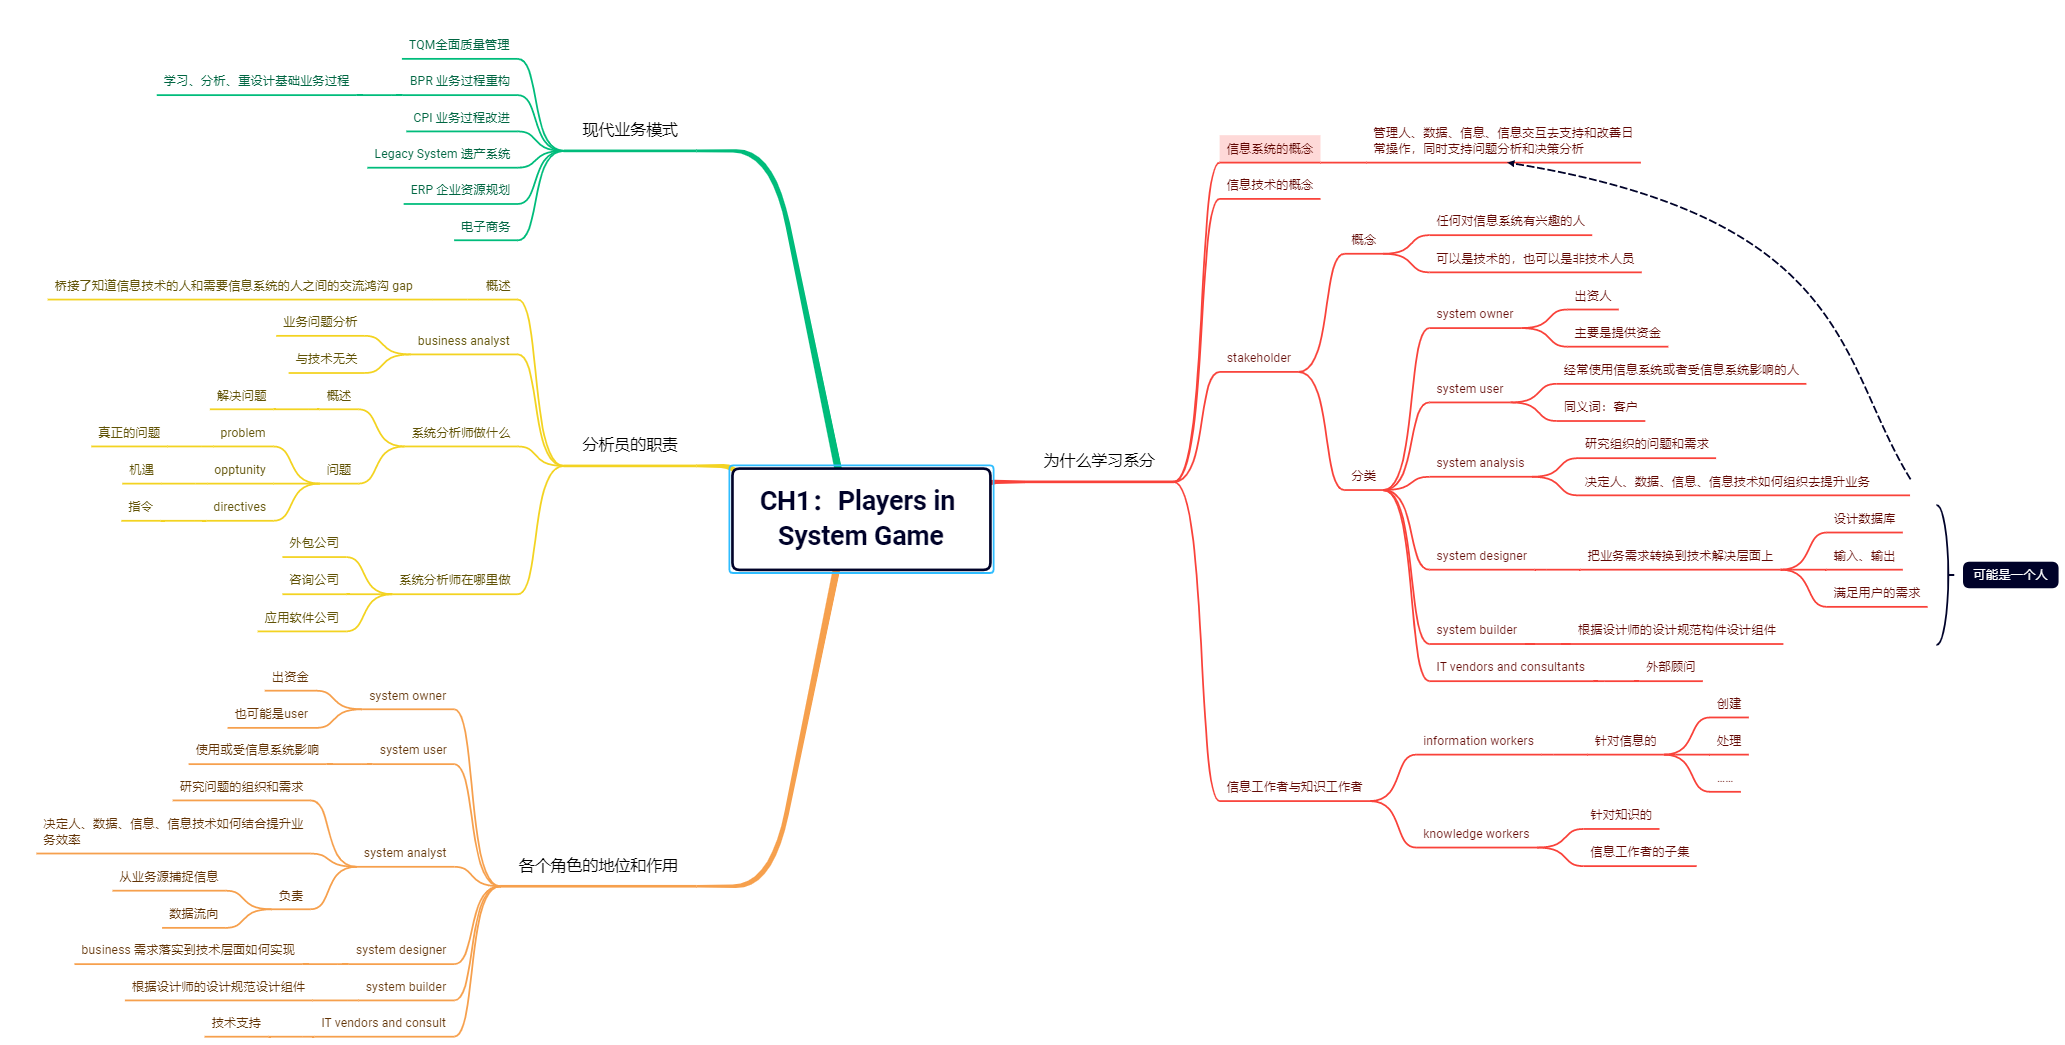 CH1：Players in
System Game
为什么学习系分
信息系统的概念
管理人、数据、信息、信息交互去支持和改善日
常操作，同时支持问题分析和决策分析
信息技术的概念
stakeholder
概念
任何对信息系统有兴趣的人
可以是技术的，也可以是非技术人员
分类
system owner
出资人
主要是提供资金
system user
经常使用信息系统或者受信息系统影响的人
同义词：客户
system analysis
研究组织的问题和需求
决定人、数据、信息、信息技术如何组织去提升业务
system designer
把业务需求转换到技术解决层面上
设计数据库
输入、输出
满足用户的需求
system builder
根据设计师的设计规范构件设计组件
IT vendors and consultants
外部顾问
可能是一个人
信息工作者与知识工作者
information workers
针对信息的
创建
处理
……
knowledge workers
针对知识的
信息工作者的子集
现代业务模式
TQM全面质量管理
BPR 业务过程重构
学习、分析、重设计基础业务过程
CPI 业务过程改进
Legacy System 遗产系统
ERP 企业资源规划
电子商务
分析员的职责
概述
桥接了知道信息技术的人和需要信息系统的人之间的交流鸿沟 gap
business analyst
业务问题分析
与技术无关
系统分析师做什么
概述
解决问题
问题
problem
真正的问题
opptunity
机遇
directives
指令
系统分析师在哪里做
外包公司
咨询公司
应用软件公司
各个角色的地位和作用
system owner
出资金
也可能是user
system user
使用或受信息系统影响
system analyst
研究问题的组织和需求
决定人、数据、信息、信息技术如何结合提升业
务效率
负责
从业务源捕捉信息
数据流向
system designer
business 需求落实到技术层面如何实现
system builder
根据设计师的设计规范设计组件
IT vendors and consult
技术支持